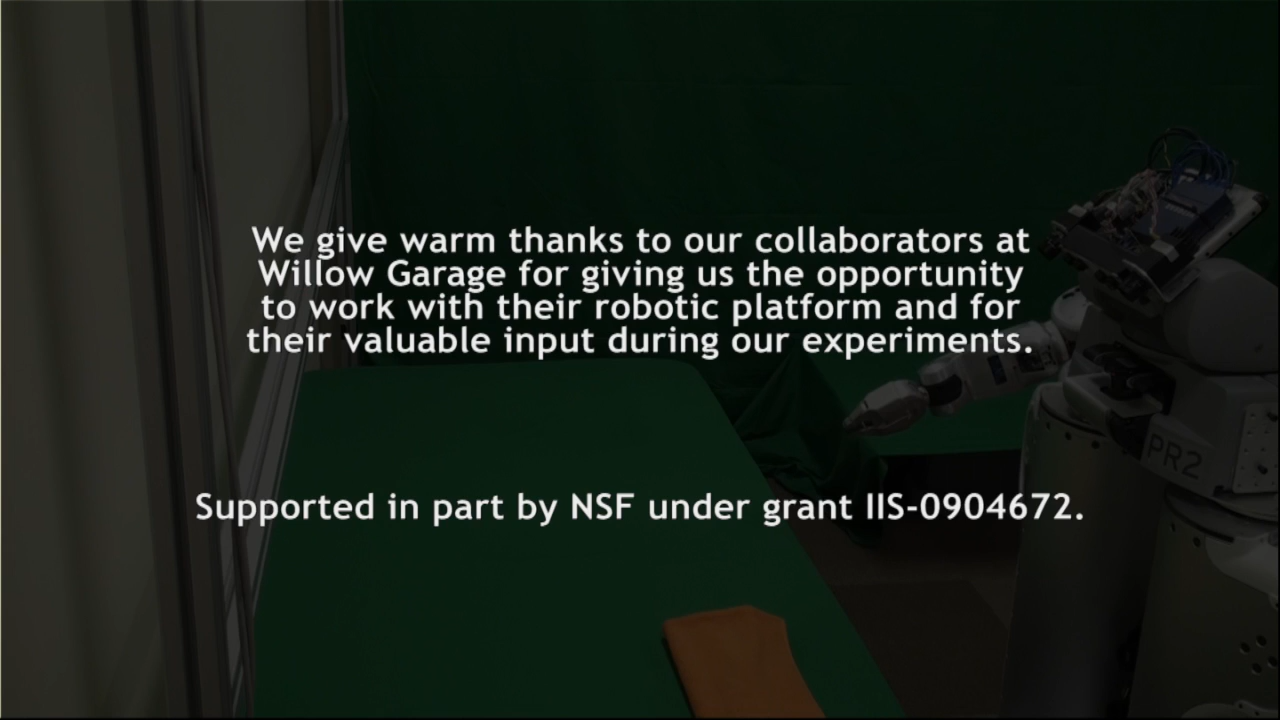 We give warm thanks to our collaborators at
Willow Garage for giving us the opportunity
to work with their robotic platform and for
their valuable input during our experiments.
PR2
Supported in part by NSF under grant IIS-0904672.